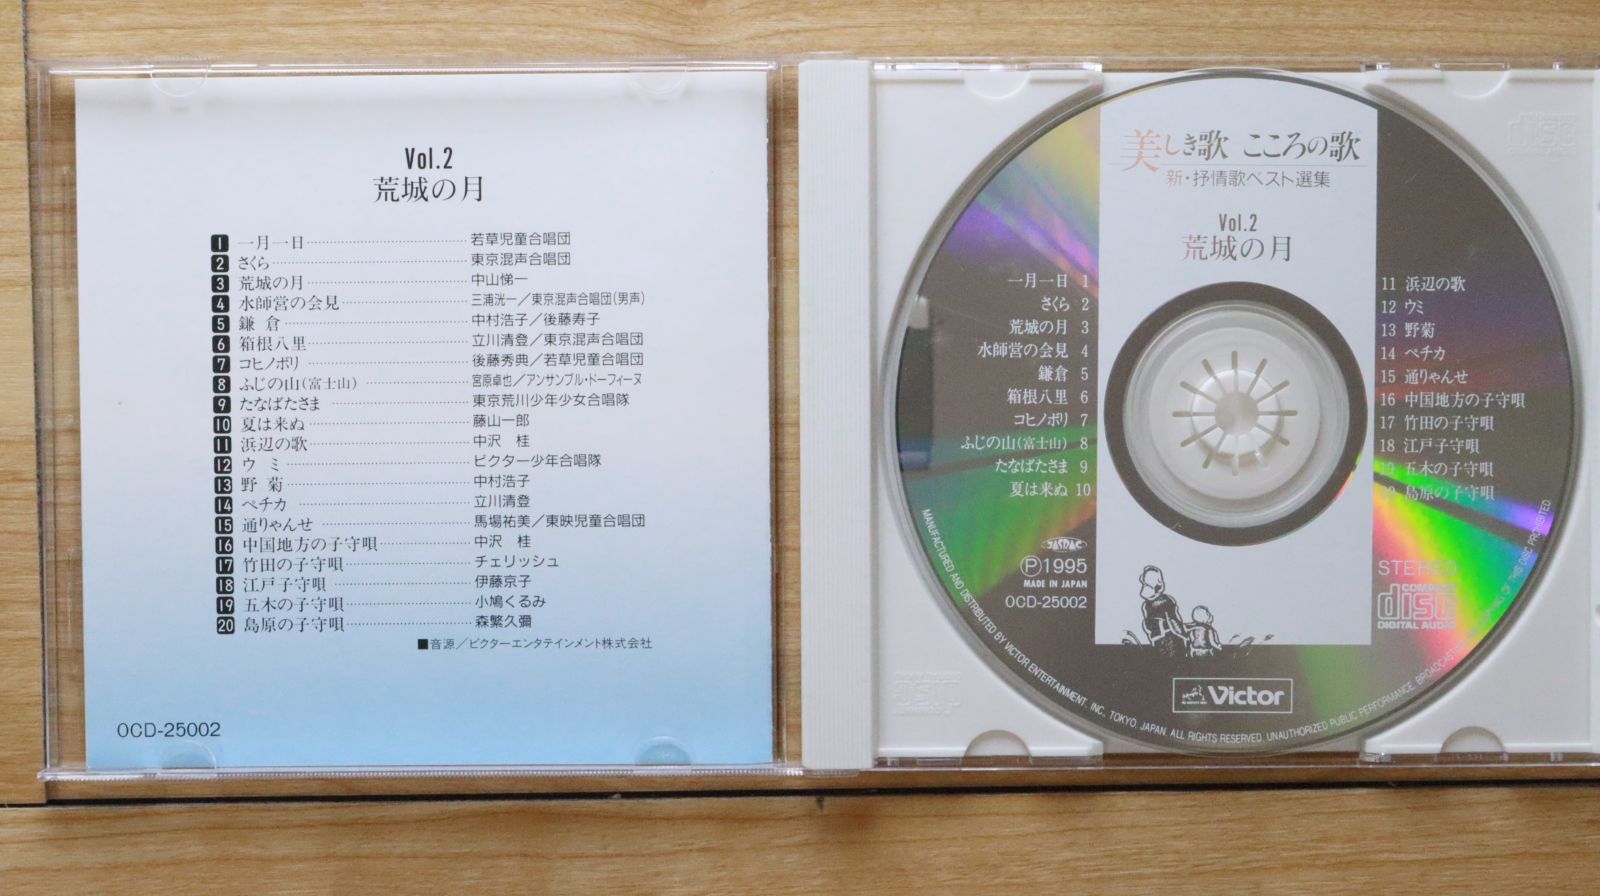 Vol.2
荒城の月
1 一月一日 若草児童合唱団
2 さくら 東京混声合唱団
3 荒城の月 中山悌一
4 水師営の会見 三浦洸一／東京混声合唱団(男声)
5 鎌倉 中村浩子／後藤寿子
6 箱根八里 立川清登／東京混声合唱団
7 コヒノボリ 後藤秀典／若草児童合唱団
8 ふじの山(富士山) 宮原卓也／アンサンブル・ドーフィーヌ
9 たなばたさま 東京荒川少年少女合唱隊
10 夏は来ぬ 藤山一郎
11 浜辺の歌 中沢 桂
12 ウミ ビクター少年合唱隊
13 野菊 中村浩子
14 ペチカ 立川清登
15 通りゃんせ 馬場祐美／東映児童合唱団
16 中国地方の子守唄 中沢 桂
17 竹田の子守唄 チェリッシュ
18 江戸子守唄 伊藤京子
19 五木の子守唄 小鳩くるみ
20 島原の子守唄 森繁久彌
■音源／ビクターエンタテインメント株式会社
OCD-25002
美しき歌 こころの歌
新・抒情歌ベスト選集
Vol.2
荒城の月
一月一日 1
さくら 2
荒城の月 3
水師営の会見 4
鎌倉 5
箱根八里 6
コヒノボリ 7
ふじの山(富士山) 8
たなばたさま 9
夏は来ぬ 10
11 浜辺の歌
12 ウミ
13 野菊
14 ペチカ
15 通りゃんせ
16 中国地方の子守唄
17 竹田の子守唄
18 江戸子守唄
19 五木の子守唄
20 島原の子守唄
JASRAC
Ⓟ1995
MADE IN JAPAN
OCD-25002
STEREO
COMPACT
disc
DIGITAL AUDIO
Victor
MANUFACTURED AND DISTRIBUTED BY VICTOR ENTERTAINMENT, INC., TOKYO, JAPAN. ALL RIGHTS RESERVED. UNAUTHORIZED PUBLIC PERFORMANCE, BROADCASTING OF THIS DISC PROHIBITED